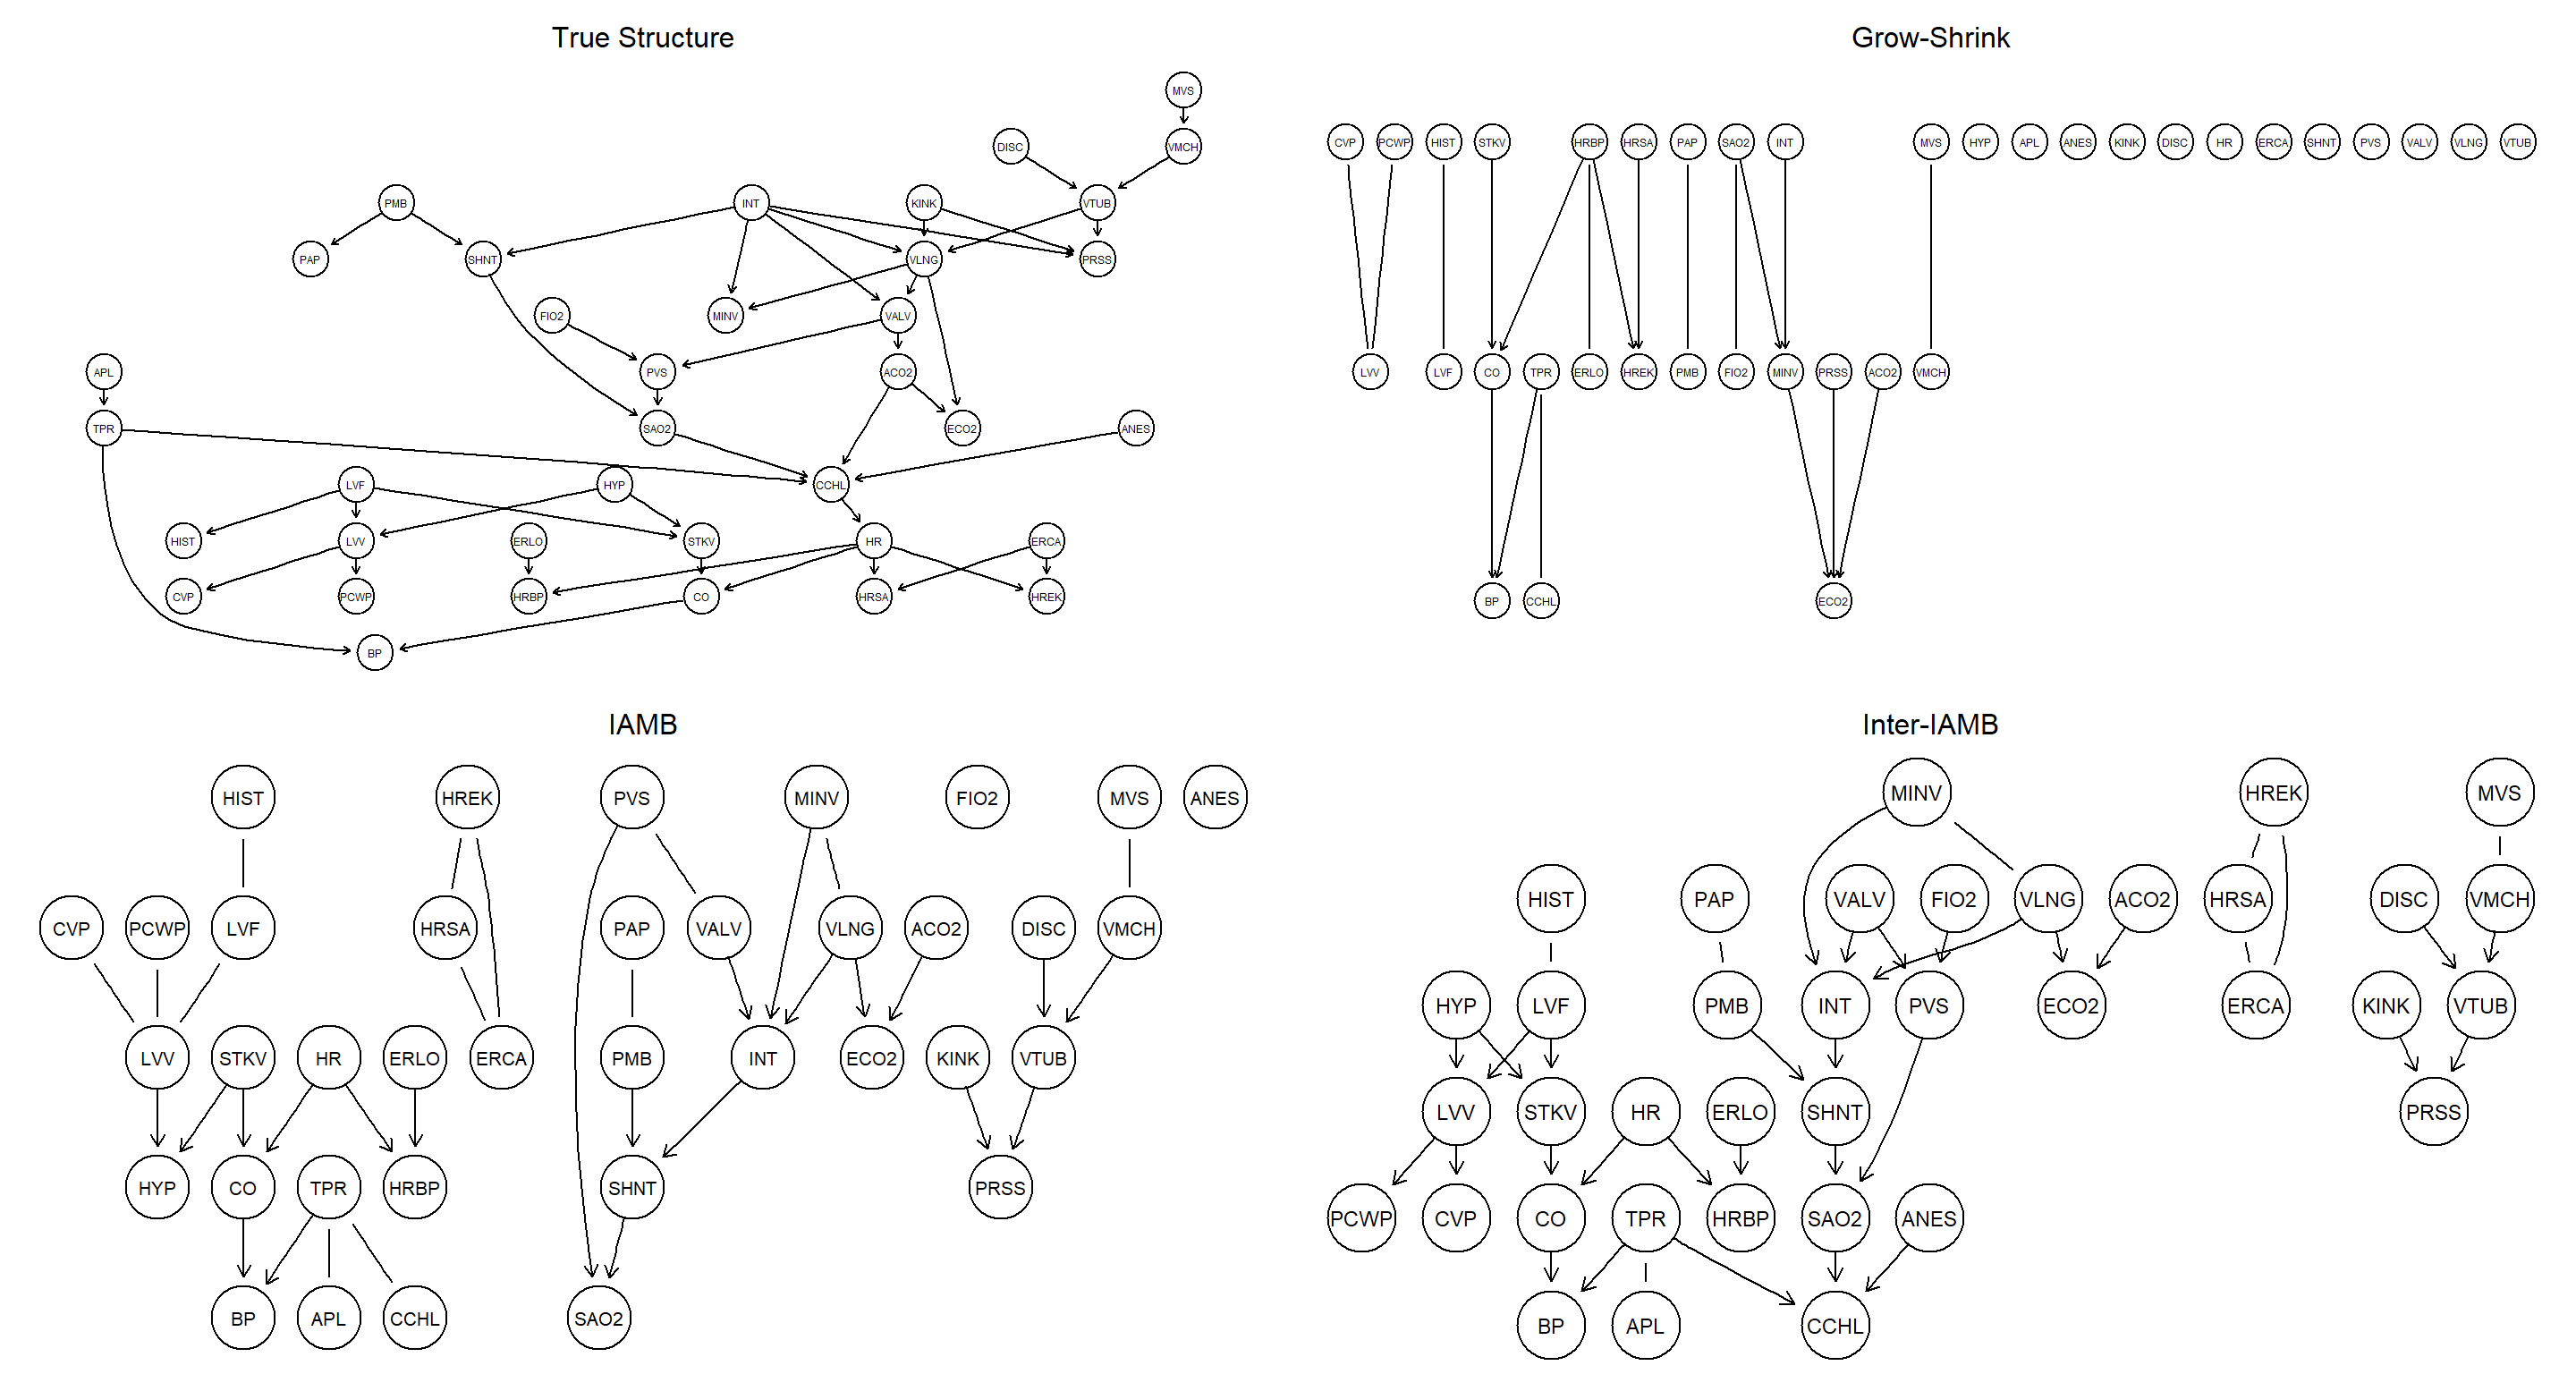 True Structure
MVS
DISC
VMCH
PMB
INT
KINK
VTUB
PAP
SHNT
VLNG
PRSS
FIO2
MINV
VALV
APL
PVS
ACO2
TPR
SAO2
ECO2
ANES
LVF
HYP
CCHL
HIST
LVV
ERLO
STKV
HR
ERCA
CVP
PCWP
HRBP
CO
HRSA
HREK
BP
Grow-Shrink
CVP PCWP HIST STKV HRBP HRSA PAP SAO2 INT MVS HYP APL ANES KINK DISC HR ERCA SHNT PVS VALV VLNG VTUB
LVV LVF CO TPR ERLO HREK PMB FIO2 MINV PRSS ACO2 VMCH
BP CCHL ECO2
IAMB
HIST HREK PVS MINV FIO2 MVS ANES
CVP PCWP LVF HRSA PAP VALV VLNG ACO2 DISC VMCH
LVV STKV HR ERLO ERCA PMB INT ECO2 KINK VTUB
HYP CO TPR HRBP SHNT PRSS
BP APL CCHL SAO2
Inter-IAMB
MINV HREK MVS
HIST PAP VALV FIO2 VLNG ACO2 HRSA DISC VMCH
HYP LVF PMB INT PVS ECO2 ERCA KINK VTUB
LVV STKV HR ERLO SHNT PRSS
PCWP CVP CO TPR HRBP SAO2 ANES
BP APL CCHL